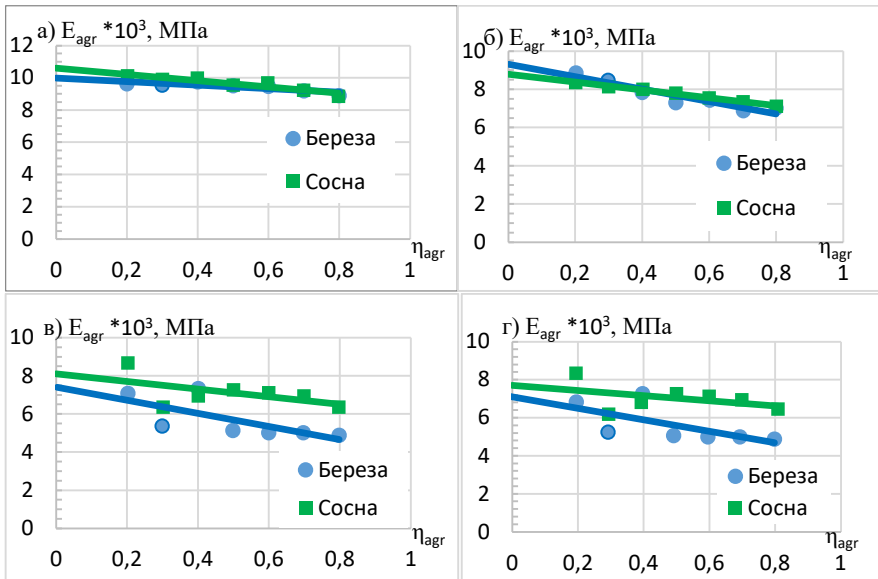 а) E_agr *10³, МПа
12
10
8
6
4
2
0
Береза
Сосна
η_agr
0 0,2 0,4 0,6 0,8 1
б) E_agr *10³, МПа
10
8
6
4
2
0
Береза
Сосна
η_agr
0 0,2 0,4 0,6 0,8 1
в) E_agr *10³, МПа
10
8
6
4
2
0
Береза
Сосна
η_agr
0 0,2 0,4 0,6 0,8 1
г) E_agr *10³, МПа
10
8
6
4
2
0
Береза
Сосна
η_agr
0 0,2 0,4 0,6 0,8 1